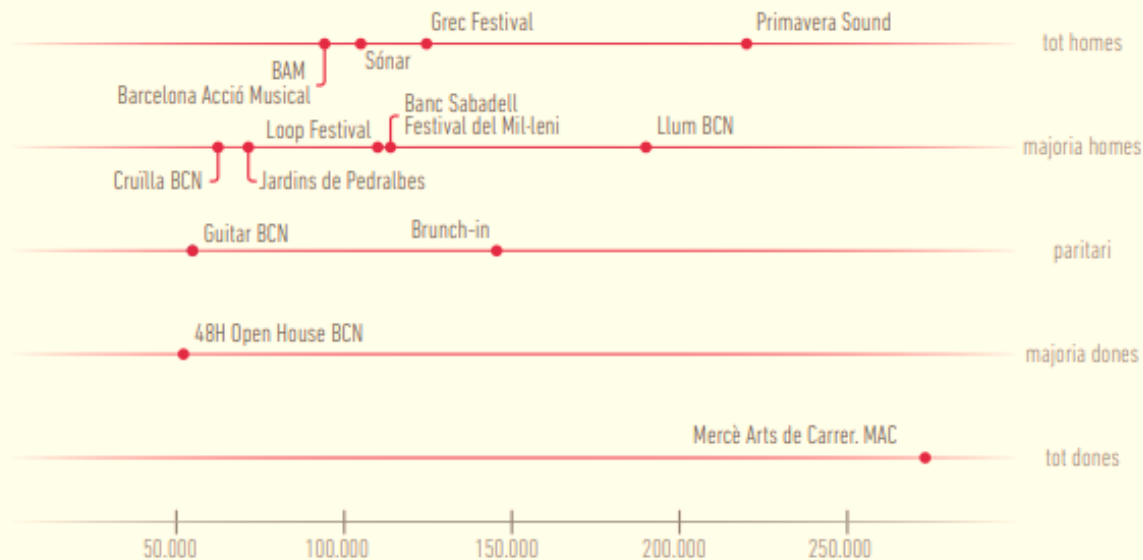 Grec Festival
Primavera Sound
tot homes
Sónar
BAM
Barcelona Acció Musical
Banc Sabadell
Festival del Mil·leni
Loop Festival
Llum BCN
majoria homes
Cruïlla BCN
Jardins de Pedralbes
Guitar BCN
Brunch-in
paritari
48H Open House BCN
majoria dones
Mercè Arts de Carrer. MAC
tot dones
50.000
100.000
150.000
200.000
250.000